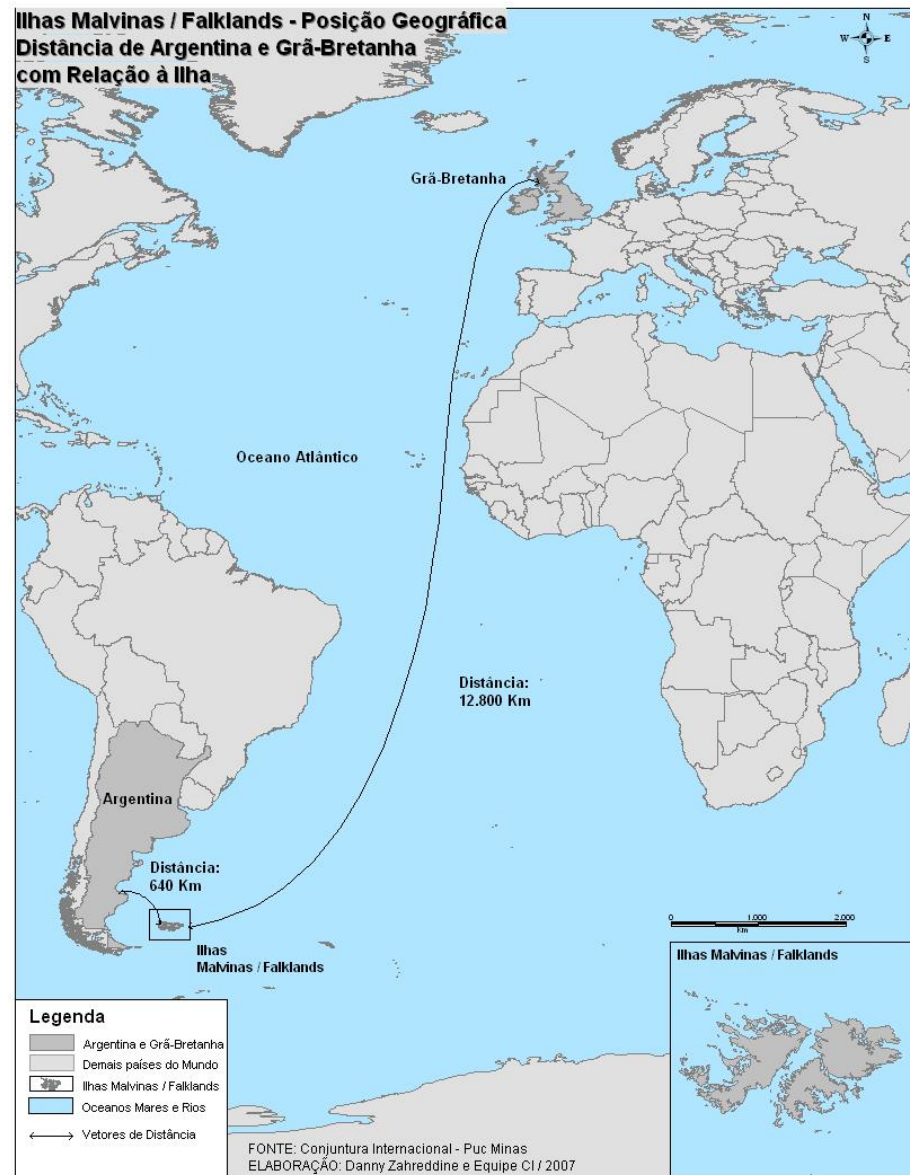 Ilhas Malvinas / Falklands - Posição Geográfica
Distância de Argentina e Grã-Bretanha
com Relação à Ilha
N
W E
S
Grã-Bretanha
Oceano Atlântico
Distância:
12.800 Km
Argentina
Distância:
640 Km
Ilhas
Malvinas / Falklands
0 1.000 2.000
km
Ilhas Malvinas / Falklands
Legenda
Argentina e Grã-Bretanha
Demais países do Mundo
Ilhas Malvinas / Falklands
Oceanos Mares e Rios
Vetores de Distância
FONTE: Conjuntura Internacional - Puc Minas
ELABORAÇÃO: Danny Zahreddine e Equipe CI / 2007